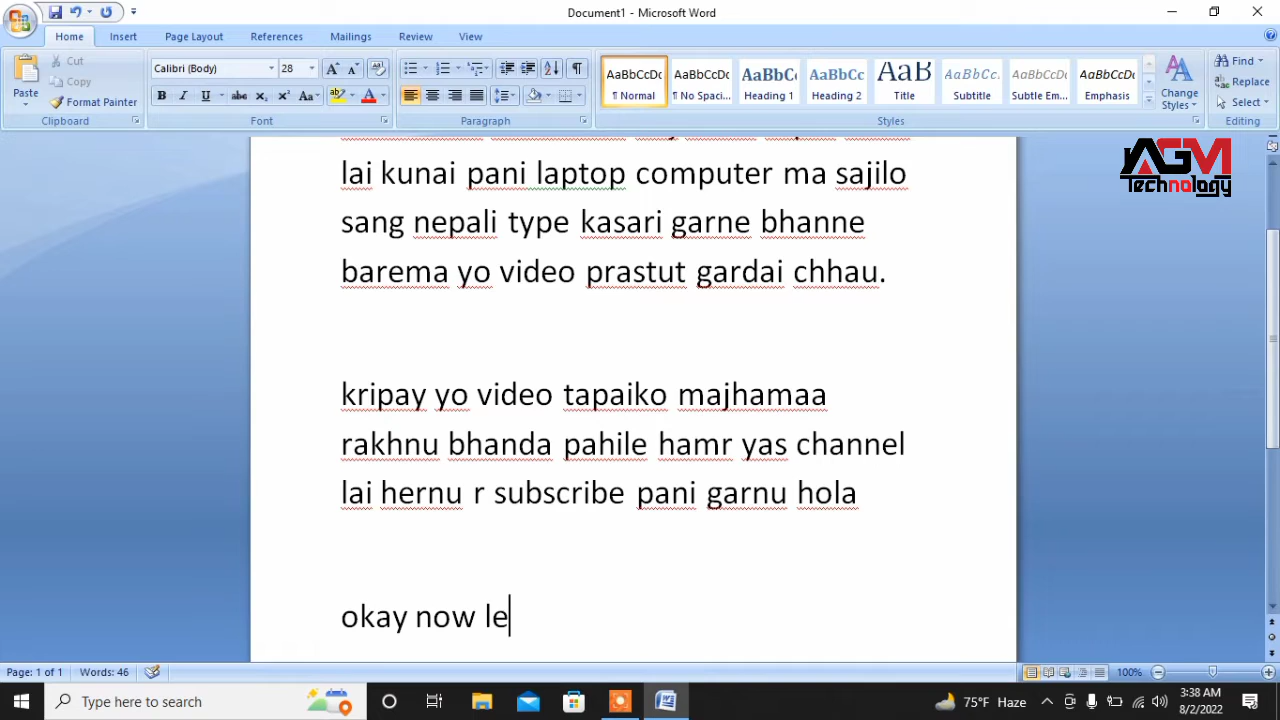 Document1 - Microsoft Word
Home Insert Page Layout References Mailings Review View
Paste
Cut
Copy
Format Painter
Clipboard
Calibri (Body) 28
Font
Paragraph
AaBbCcDc AaBbCcDc AaBbCc AaBbCc AaB AaBbCc. AaBbCcDc AaBbCcDc
¶ Normal ¶ No Spaci... Heading 1 Heading 2 Title Subtitle Subtle Em... Emphasis
Change Styles
Styles
Find
Replace
Select
Editing
AGM
Technology
lai kunai pani laptop computer ma sajilo
sang nepali type kasari garne bhanne
barema yo video prastut gardai chhau.
kripay yo video tapaiko majhamaa
rakhnu bhanda pahile hamr yas channel
lai hernu r subscribe pani garnu hola
okay now le
Page: 1 of 1 Words: 46 100%
Type here to search
75°F Haze
3:38 AM
8/2/2022